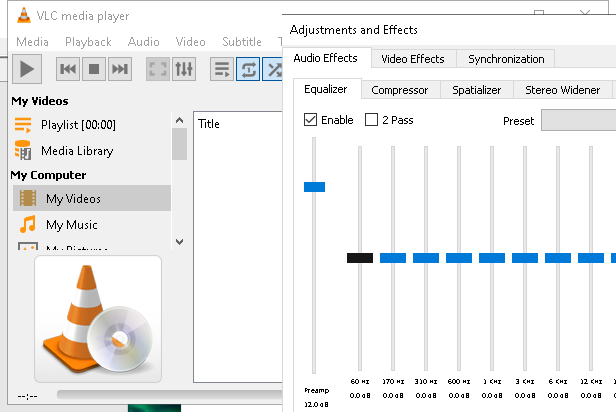 VLC media player
Adjustments and Effects
Media Playback Audio Video Subtitle
Audio Effects Video Effects Synchronization
Equalizer Compressor Spatializer Stereo Widener
My Videos
Enable 2 Pass Preset
Playlist [00:00]
Title
Media Library
My Computer
My Videos
My Music
My Pictures
60 Hz 170 Hz 310 Hz 600 Hz 1 KHz 3 KHz 6 KHz 12 KHz
Preamp 0.0 dB 0.0 dB 0.0 dB 0.0 dB 0.0 dB 0.0 dB 0.0 dB 0.0 dB
12.0 dB
--:--